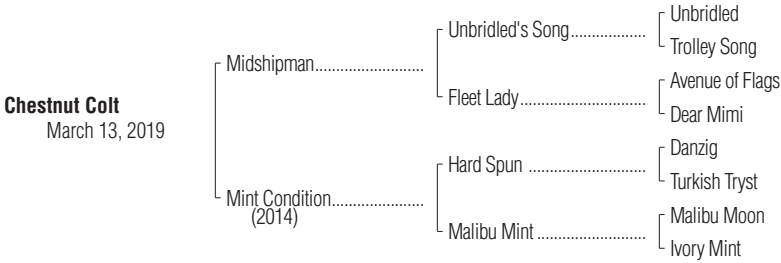 Unbridled
Unbridled's Song....................
Trolley Song
Midshipman.............................
Avenue of Flags
Fleet Lady.................................
Dear Mimi
Chestnut Colt
March 13, 2019
Danzig
Hard Spun ..............................
Turkish Tryst
Mint Condition........................
(2014)
Malibu Moon
Malibu Mint .............................
Ivory Mint